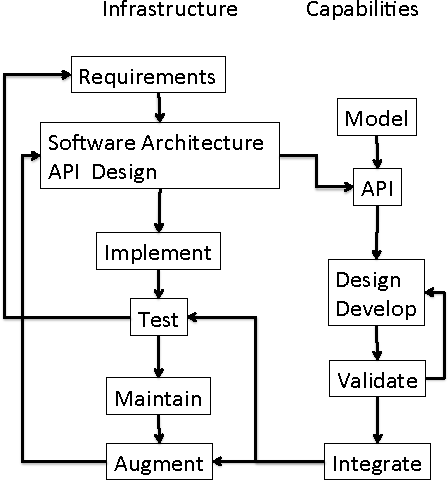 Infrastructure
Capabilities
Requirements
Software Architecture
API Design
Implement
Test
Maintain
Augment
Model
API
Design
Develop
Validate
Integrate